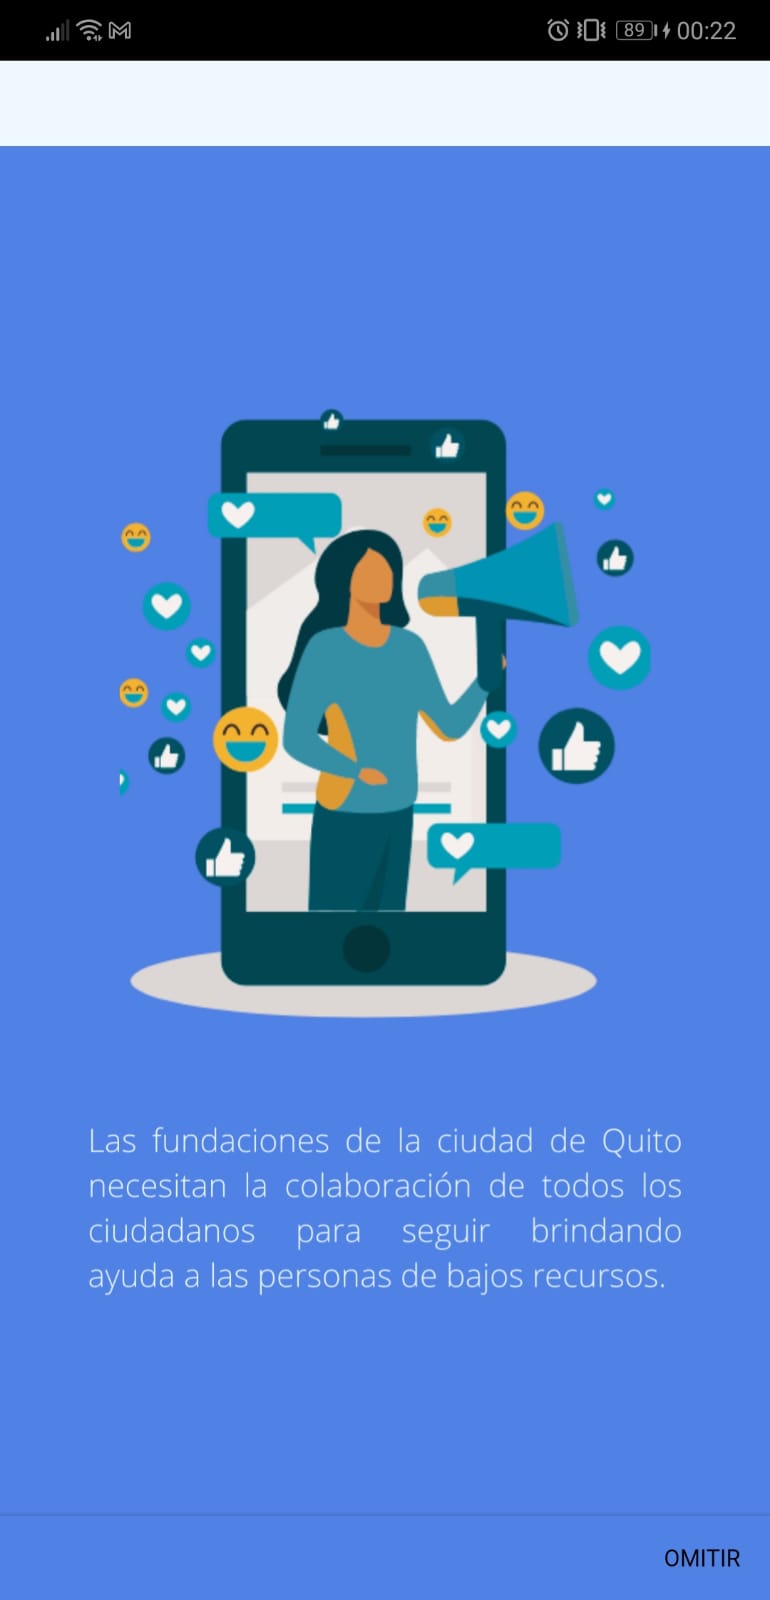 89 00:22
Las fundaciones de la ciudad de Quito
necesitan la colaboración de todos los
ciudadanos para seguir brindando
ayuda a las personas de bajos recursos.
OMITIR